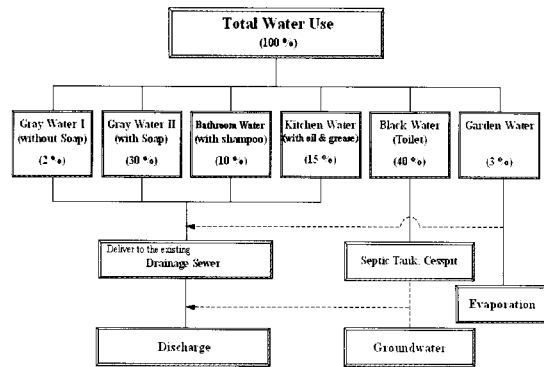 Total Water Use
(100 %)
Gray Water I
(without Soap)
(2 %)
Gray Water II
(with Soap)
(30 %)
Bathroom Water
(with shampoo)
(10 %)
Kitchen Water
(with oil & grease)
(15 %)
Black Water
(Toilet)
(40 %)
Garden Water
(3 %)
Deliver to the existing
Drainage Sewer
Septic Tank, Cesspit
Evaporation
Discharge
Groundwater